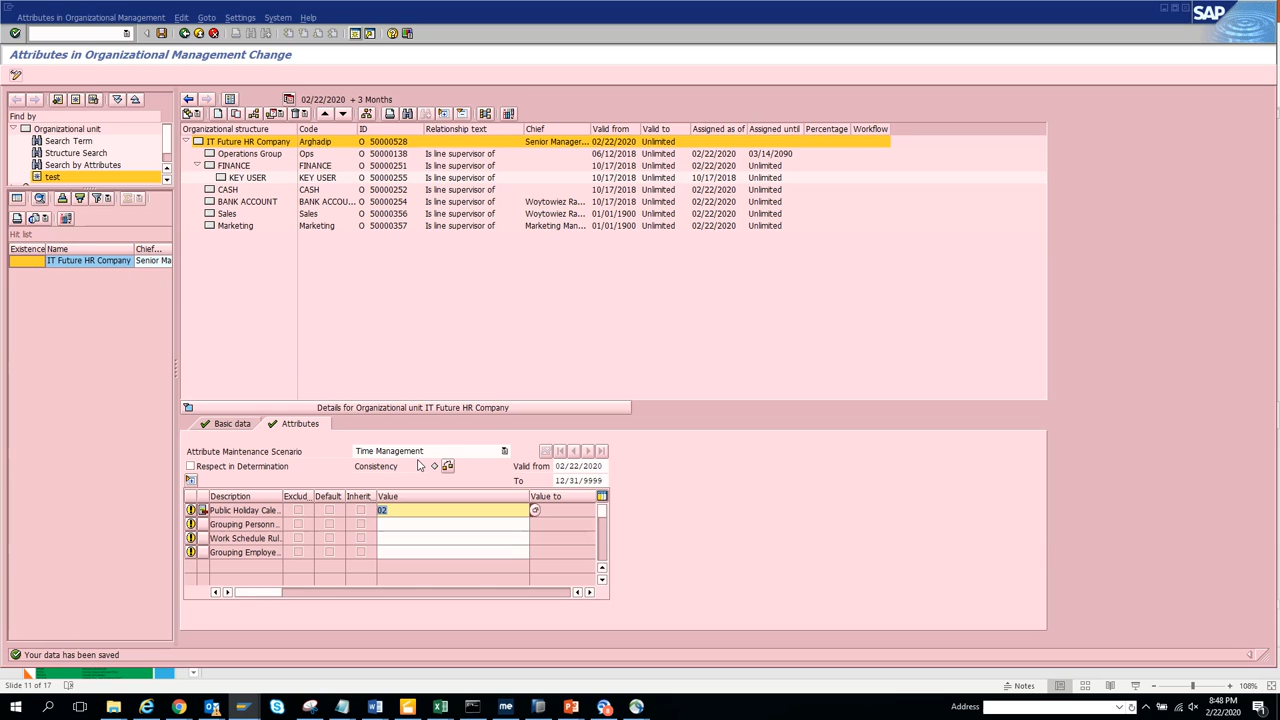 Attributes in Organizational Management Edit Goto Settings System Help
SAP
Attributes in Organizational Management Change
Find by
Organizational unit
Search Term
Structure Search
Search by Attributes
test
Hit list
Existence Name Chief...
IT Future HR Company Senior Ma
02/22/2020 + 3 Months
Organizational structure Code ID Relationship text Chief Valid from Valid to Assigned as of Assigned until Percentage Workflow
IT Future HR Company Arghadip O 50000528 Senior Manager... 02/22/2020 Unlimited
Operations Group Ops O 50000138 Is line supervisor of 06/12/2018 Unlimited 02/22/2020 03/14/2090
FINANCE FINANCE O 50000251 Is line supervisor of 10/17/2018 Unlimited 02/22/2020 Unlimited
KEY USER KEY USER O 50000255 Is line supervisor of 10/17/2018 Unlimited 10/17/2018 Unlimited
CASH CASH O 50000252 Is line supervisor of 10/17/2018 Unlimited 02/22/2020 Unlimited
BANK ACCOUNT BANK ACCOU... O 50000254 Is line supervisor of Woytowiez Ra... 10/17/2018 Unlimited 02/22/2020 Unlimited
Sales Sales O 50000356 Is line supervisor of Woytowiez Ra... 01/01/1900 Unlimited 02/22/2020 Unlimited
Marketing Marketing O 50000357 Is line supervisor of Marketing Man... 01/01/1900 Unlimited 02/22/2020 Unlimited
Details for Organizational unit IT Future HR Company
Basic data Attributes
Attribute Maintenance Scenario Time Management
Respect in Determination Consistency Valid from 02/22/2020
To 12/31/9999
Description Exclud... Default Inherit... Value Value to
Public Holiday Cale... 02
Grouping Personn...
Work Schedule Rul...
Grouping Employe...
Your data has been saved
Slide 11 of 17 Notes 108%
Address 8:48 PM
2/22/2020